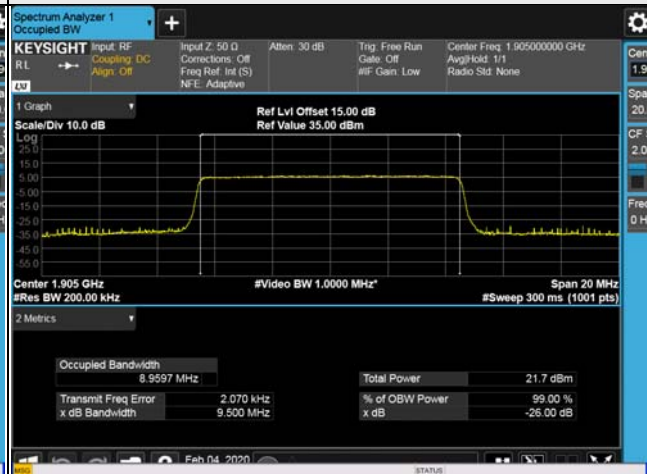 Spectrum Analyzer 1
Occupied BW
KEYSIGHT
RL
LXI
Input: RF
Coupling: DC
Align: Off
Input Z: 50 Ω
Corrections: Off
Freq Ref: Int (S)
NFE: Adaptive
Atten: 30 dB
Trig: Free Run
Gate: Off
#IF Gain: Low
Center Freq: 1.905000000 GHz
Avg|Hold: 1/1
Radio Std: None
1 Graph
Scale/Div 10.0 dB
Ref Lvl Offset 15.00 dB
Ref Value 35.00 dBm
Log
25.0
15.0
5.00
-5.00
-15.0
-25.0
-35.0
-45.0
-55.0
Center 1.905 GHz
#Res BW 200.00 kHz
#Video BW 1.0000 MHz*
Span 20 MHz
#Sweep 300 ms (1001 pts)
2 Metrics
Occupied Bandwidth
8.9597 MHz
Total Power 21.7 dBm
Transmit Freq Error 2.070 kHz
% of OBW Power 99.00 %
x dB Bandwidth 9.500 MHz
x dB -26.00 dB
Feb 04, 2020
MSG
STATUS